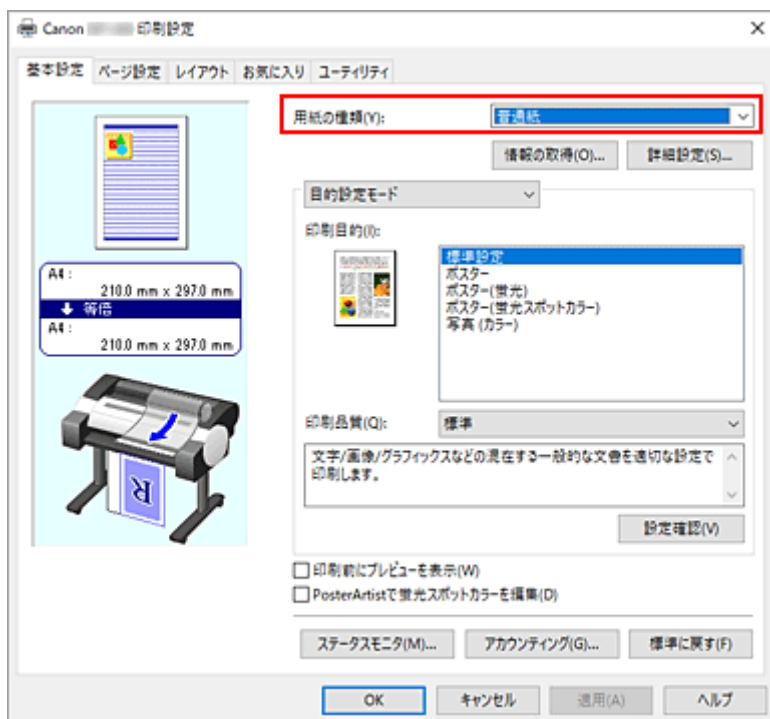 Canon 印刷設定
基本設定 ページ設定 レイアウト お気に入り ユーティリティ
用紙の種類(Y): 普通紙
情報の取得(O)... 詳細設定(S)...
目的設定モード
印刷目的(I):
標準設定
ポスター
ポスター(蛍光)
ポスター(蛍光スポットカラー)
写真 (カラー)
A4 :
210.0 mm x 297.0 mm
等倍
A4 :
210.0 mm x 297.0 mm
R
印刷品質(Q): 標準
文字/画像/グラフィックスなどの混在する一般的な文書を適切な設定で
印刷します。
設定確認(V)
印刷前にプレビューを表示(W)
PosterArtistで蛍光スポットカラーを編集(D)
ステータスモニタ(M)... アカウンティング(G)... 標準に戻す(F)
OK キャンセル 適用(A) ヘルプ